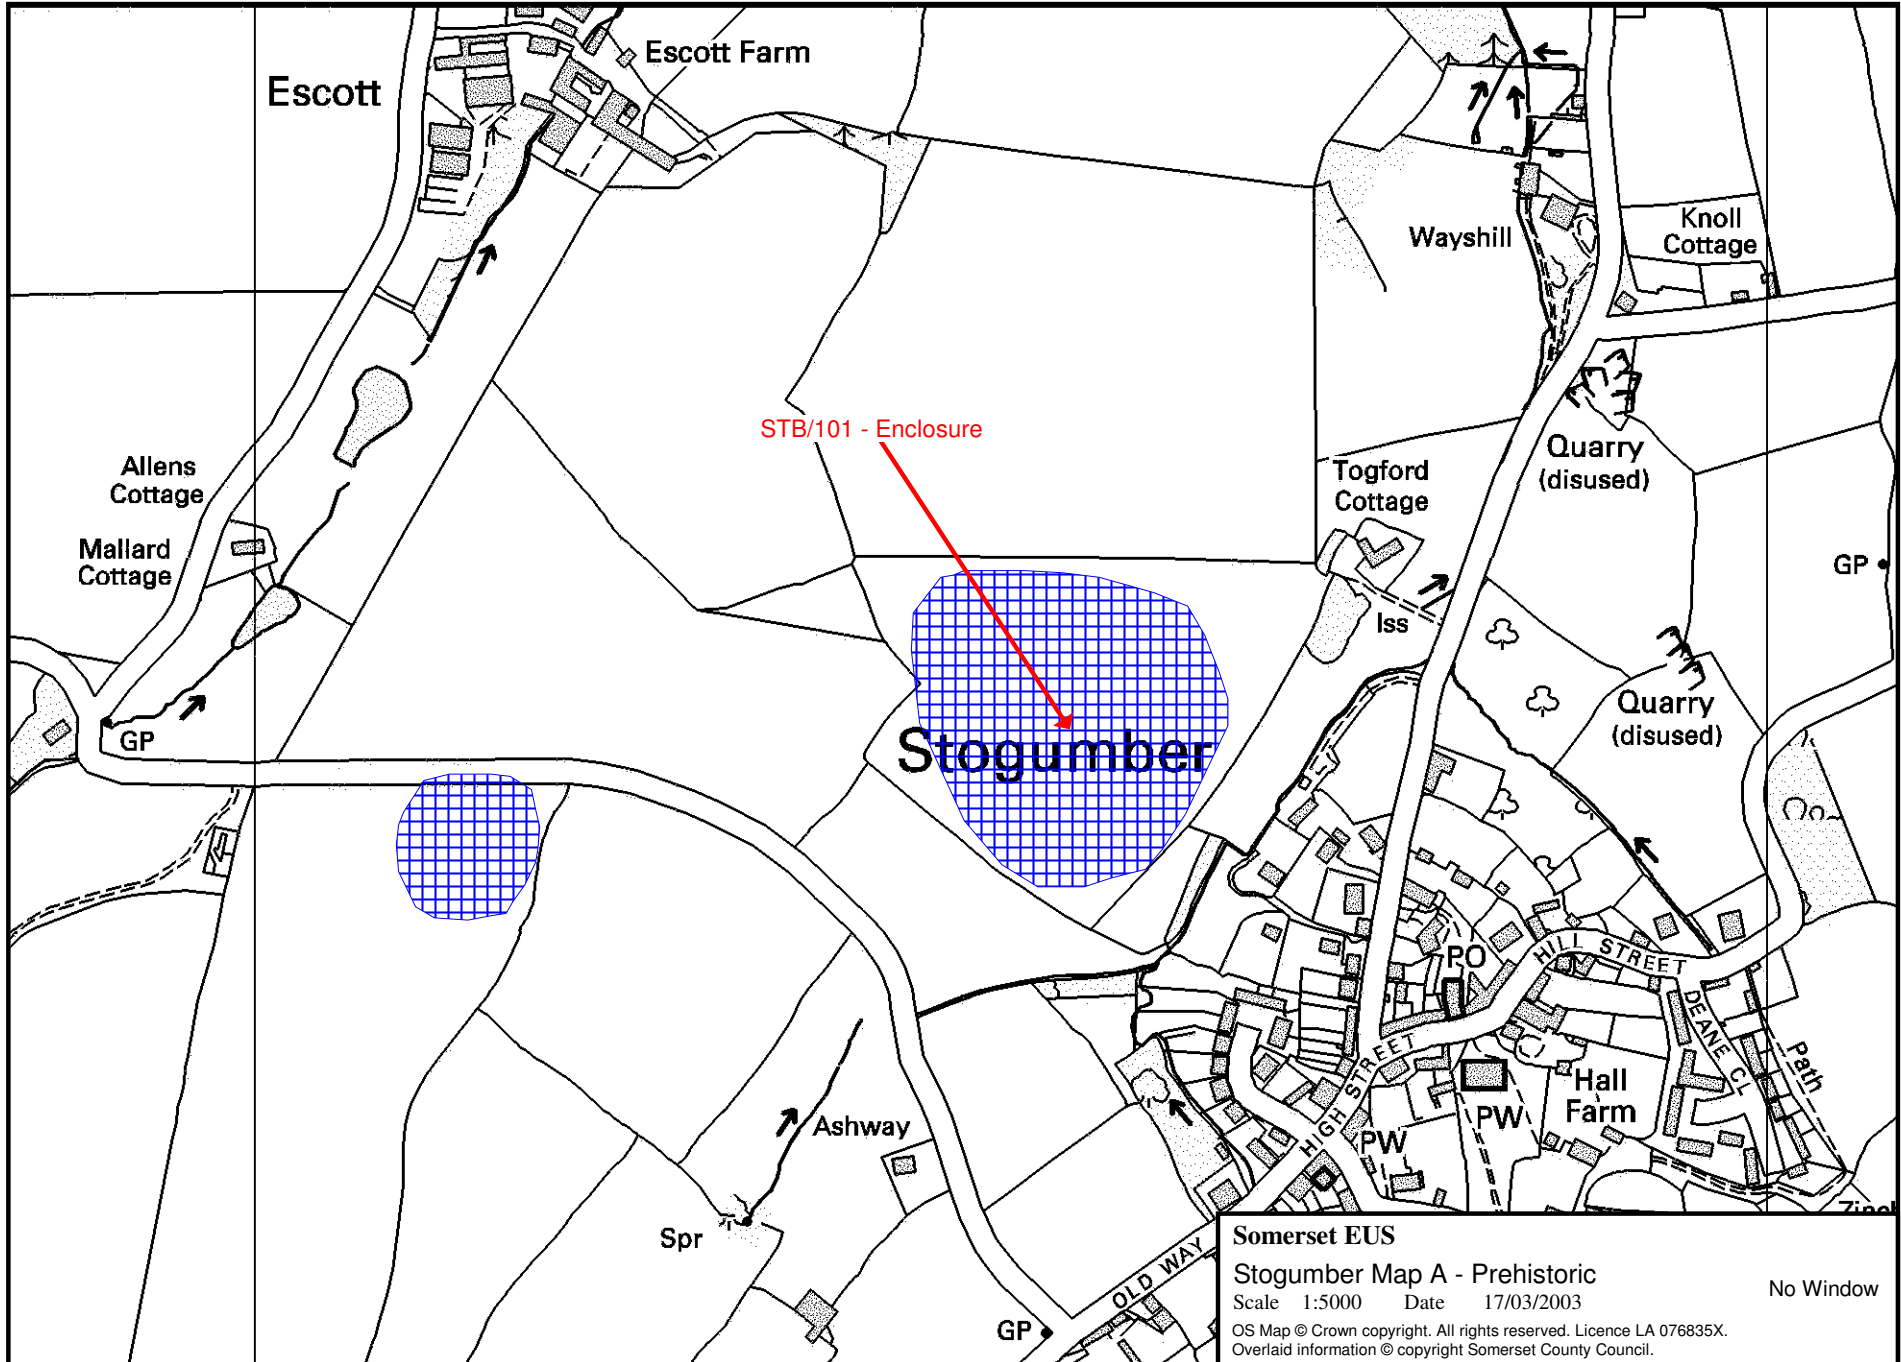 Escott Farm
Escott
Wayshill
Knoll
Cottage
STB/101 - Enclosure
Allens
Cottage
Togford
Cottage
Quarry
(disused)
Mallard
Cottage
GP
Iss
Quarry
(disused)
GP
Stogumber
PO
HILL STREET
DEANE CL
Path
HIGH STREET
Hall
Farm
PW
PW
Ashway
Spr
OLD WAY
GP
Somerset EUS
Stogumber Map A - Prehistoric
No Window
Scale 1:5000 Date 17/03/2003
OS Map © Crown copyright. All rights reserved. Licence LA 076835X.
Overlaid information © copyright Somerset County Council.